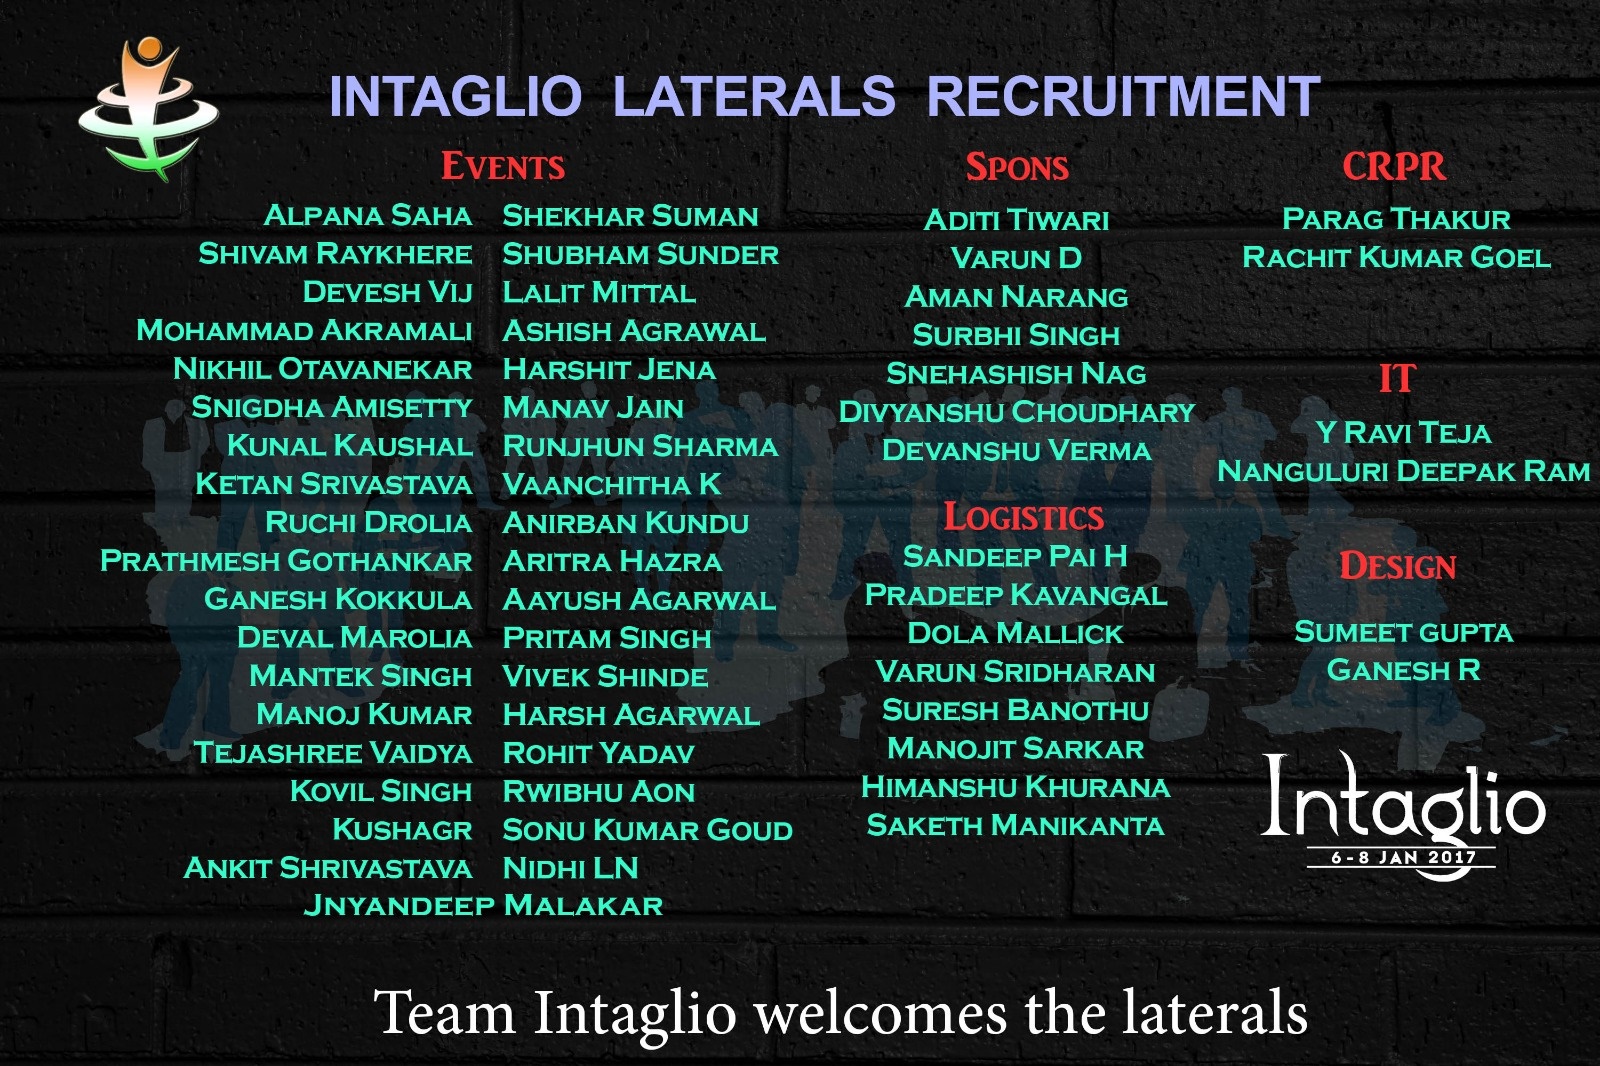 INTAGLIO LATERALS RECRUITMENT
EVENTS
ALPANA SAHA
SHIVAM RAYKHERE
DEVESH VIJ
MOHAMMAD AKRAMALI
NIKHIL OTAVANEKAR
SNIGDHA AMISETTY
KUNAL KAUSHAL
KETAN SRIVASTAVA
RUCHI DROLIA
PRATHMESH GOTHANKAR
GANESH KOKKULA
DEVAL MAROLIA
MANTEK SINGH
MANOJ KUMAR
TEJASHREE VAIDYA
KOVIL SINGH
KUSHAGR
ANKIT SHRIVASTAVA
SHEKHAR SUMAN
SHUBHAM SUNDER
LALIT MITTAL
ASHISH AGRAWAL
HARSHIT JENA
MANAV JAIN
RUNJHUN SHARMA
VAANCHITHA K
ANIRBAN KUNDU
ARITRA HAZRA
AAYUSH AGARWAL
PRITAM SINGH
VIVEK SHINDE
HARSH AGARWAL
ROHIT YADAV
RWIBHU AON
SONU KUMAR GOUD
NIDHI LN
JNYANDEEP MALAKAR
SPONS
ADITI TIWARI
VARUN D
AMAN NARANG
SURBHI SINGH
SNEHASHISH NAG
DIVYANSHU CHOUDHARY
DEVANSHU VERMA
LOGISTICS
SANDEEP PAI H
PRADEEP KAVANGAL
DOLA MALLICK
VARUN SRIDHARAN
SURESH BANOTHU
MANOJIT SARKAR
HIMANSHU KHURANA
SAKETH MANIKANTA
CRPR
PARAG THAKUR
RACHIT KUMAR GOEL
IT
Y RAVI TEJA
NANGULURI DEEPAK RAM
DESIGN
SUMEET GUPTA
GANESH R
Intaglio
6-8 JAN 2017
Team Intaglio welcomes the laterals